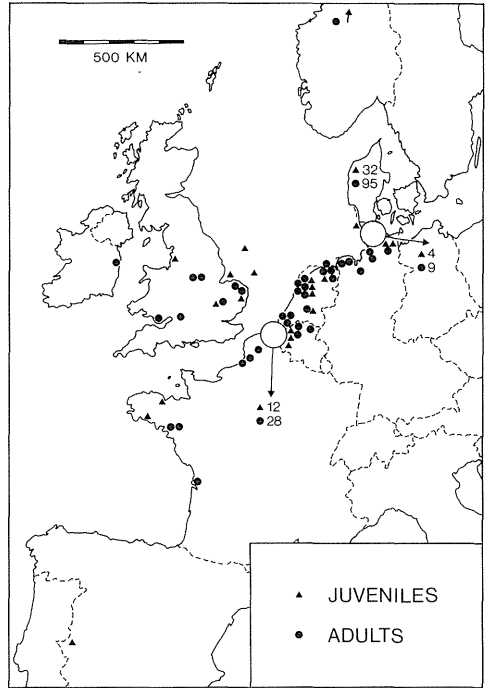 500 KM
▲ 32
● 95
▲ 4
● 9
▲ 12
● 28
▲ JUVENILES
● ADULTS